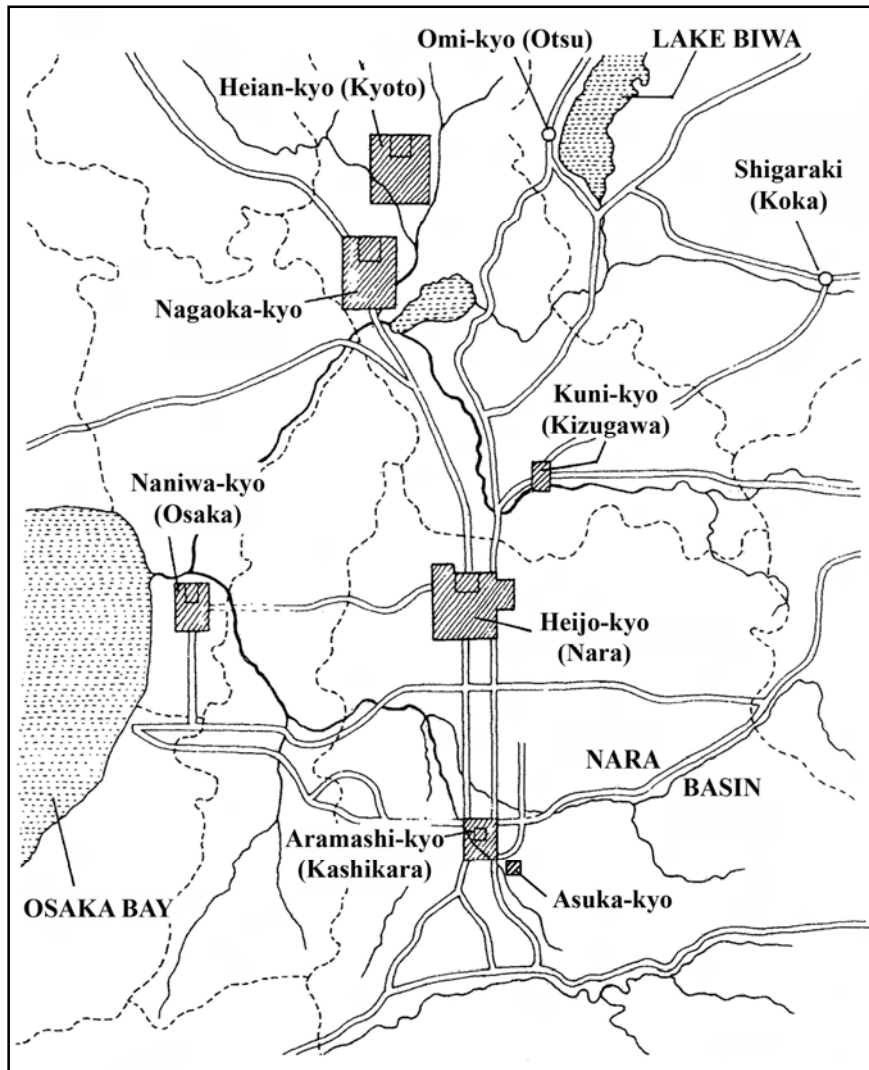 Omi-kyo (Otsu)
LAKE BIWA
Heian-kyo (Kyoto)
Shigaraki
(Koka)
Nagaoka-kyo
Kuni-kyo
(Kizugawa)
Naniwa-kyo
(Osaka)
Heijo-kyo
(Nara)
NARA
BASIN
Aramashi-kyo
(Kashikara)
Asuka-kyo
OSAKA BAY